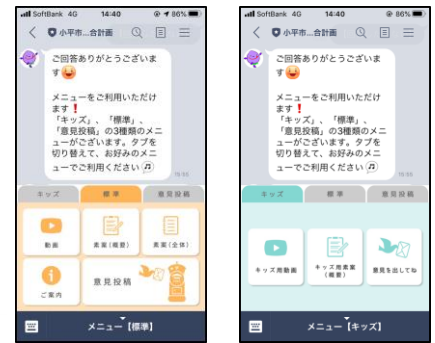 SoftBank 4G 14:40 86%
小平市...合計画
ご回答ありがとうございま
す
メニューをご利用いただけ
ます❗
「キッズ」、「標準」、
「意見投稿」の3種類のメニ
ューがございます。タブを
切り替えて、お好みのメニ
ューでご利用ください
16:55
キッズ 標準 意見投稿
動画 素案(概要) 素案(全体)
ご案内 意見投稿
メニュー【標準】
SoftBank 4G 14:40 86%
小平市...合計画
ご回答ありがとうございま
す
メニューをご利用いただけ
ます❗
「キッズ」、「標準」、
「意見投稿」の3種類のメニ
ューがございます。タブを
切り替えて、お好みのメニ
ューでご利用ください
キッズ 標準 意見投稿
キッズ用動画 キッズ用素案
(概要) 意見を出してね
メニュー【キッズ】